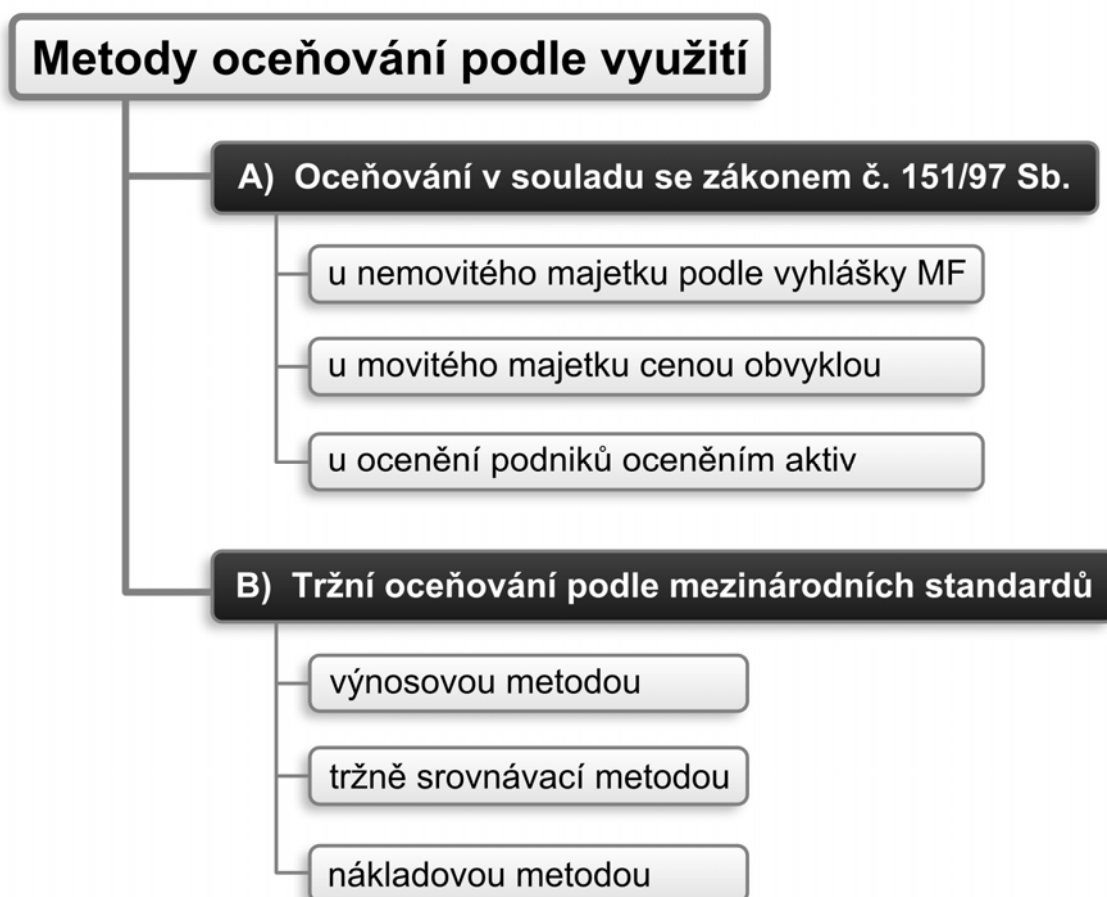 Metody oceňování podle využití
A) Oceňování v souladu se zákonem č. 151/97 Sb.
u nemovitého majetku podle vyhlášky MF
u movitého majetku cenou obvyklou
u ocenění podniků oceněním aktiv
B) Tržní oceňování podle mezinárodních standardů
výnosovou metodou
tržně srovnávací metodou
nákladovou metodou